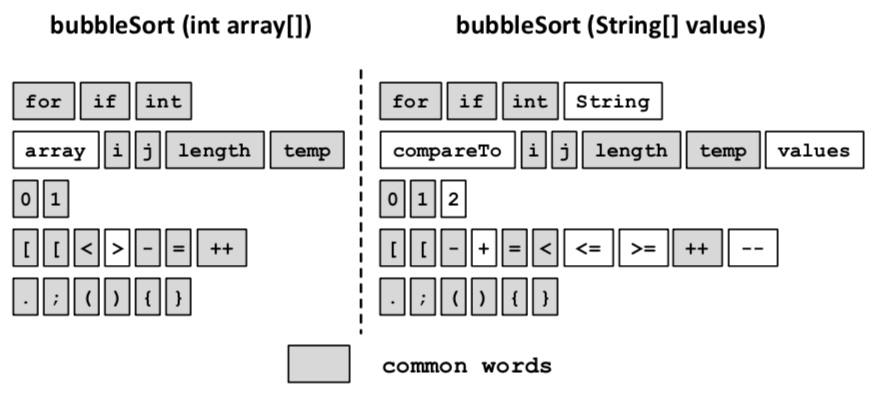 bubbleSort (int array[]) bubbleSort (String[] values)
for if int for if int String
array i j length temp compareTo i j length temp values
0 1 0 1 2
[ [ < > - = ++ [ [ - + = < <= >= ++ --
. ; ( ) { } . ; ( ) { }
common words